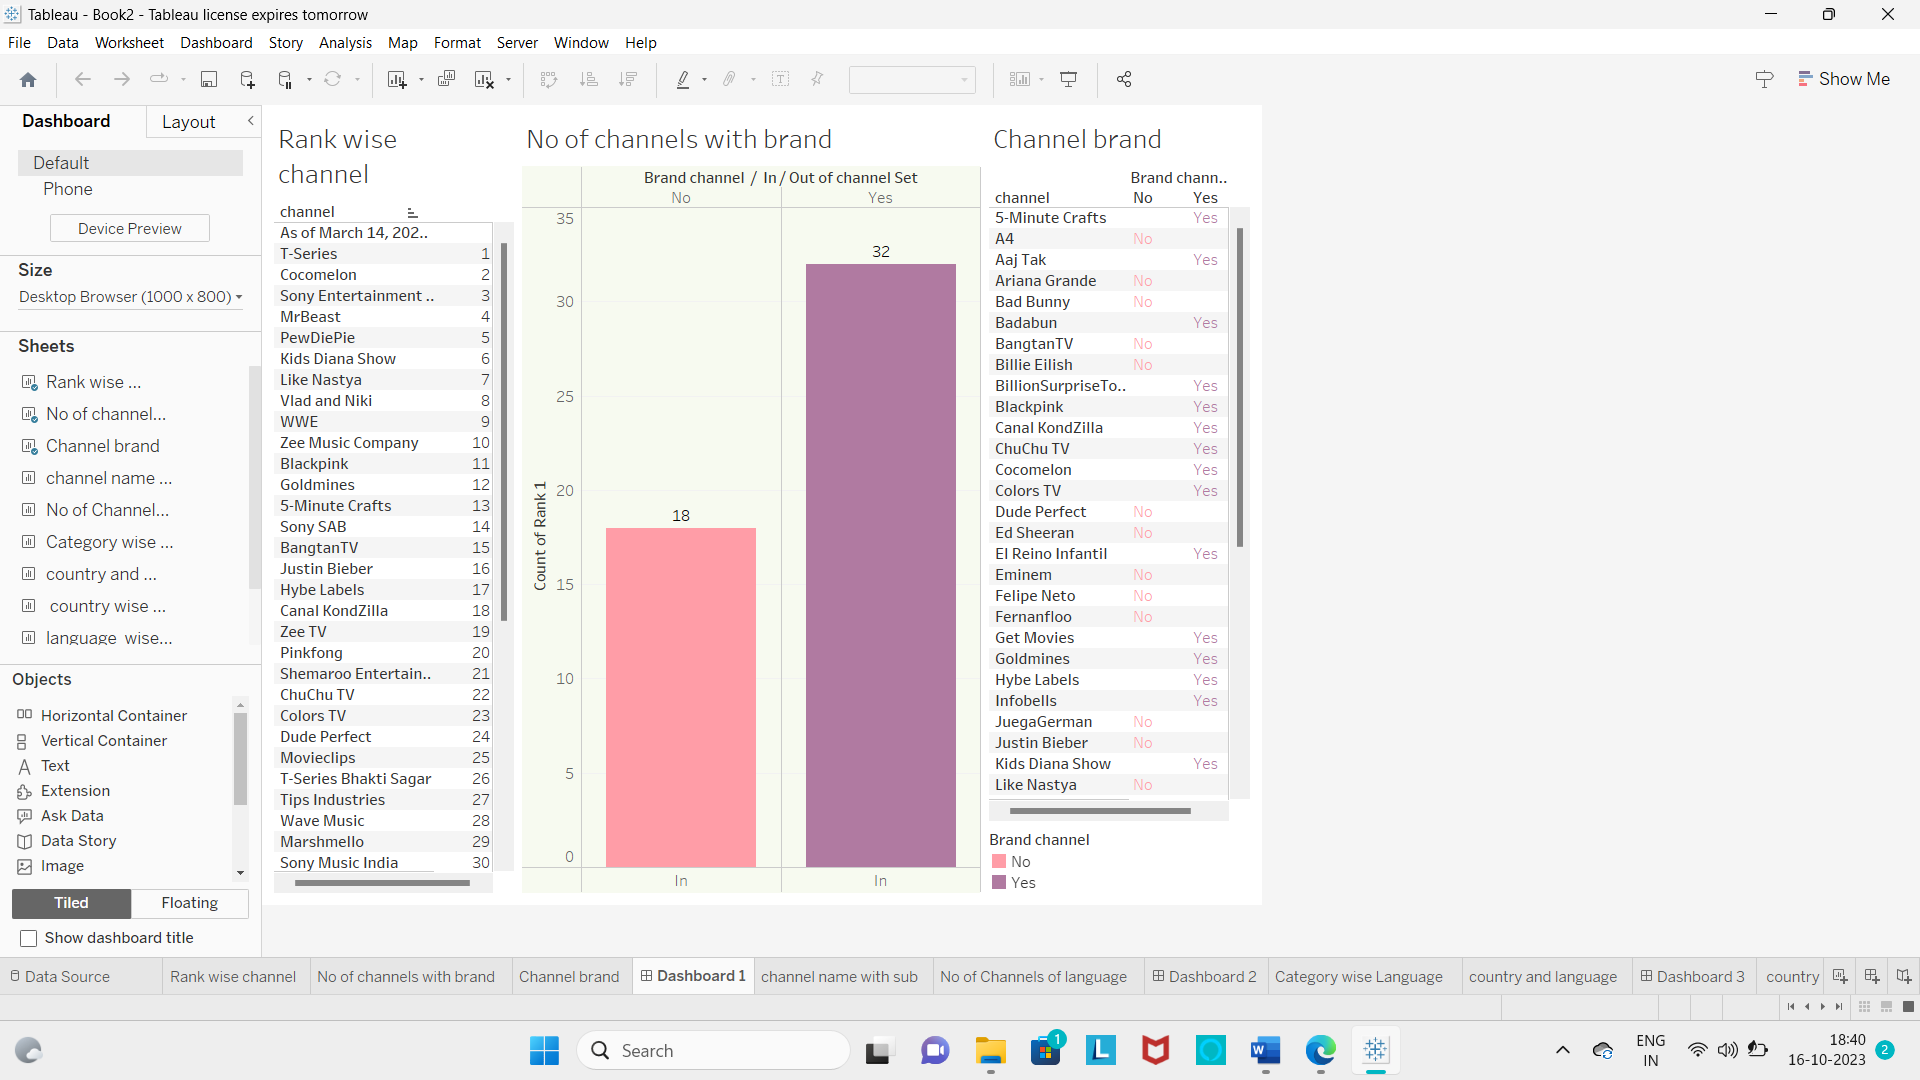 Tableau - Book2 - Tableau license expires tomorrow
File Data Worksheet Dashboard Story Analysis Map Format Server Window Help
Show Me
Dashboard Layout
Default
Phone
Device Preview
Size
Desktop Browser (1000 x 800)
Sheets
Rank wise ...
No of channel...
Channel brand
channel name ...
No of Channel...
Category wise ...
country and ...
country wise ...
language wise...
Objects
Horizontal Container
Vertical Container
Text
Extension
Ask Data
Data Story
Image
Tiled Floating
Show dashboard title
Rank wise
channel
channel
As of March 14, 202..
T-Series 1
Cocomelon 2
Sony Entertainment .. 3
MrBeast 4
PewDiePie 5
Kids Diana Show 6
Like Nastya 7
Vlad and Niki 8
WWE 9
Zee Music Company 10
Blackpink 11
Goldmines 12
5-Minute Crafts 13
Sony SAB 14
BangtanTV 15
Justin Bieber 16
Hybe Labels 17
Canal KondZilla 18
Zee TV 19
Pinkfong 20
Shemaroo Entertain.. 21
ChuChu TV 22
Colors TV 23
Dude Perfect 24
Movieclips 25
T-Series Bhakti Sagar 26
Tips Industries 27
Wave Music 28
Marshmello 29
Sony Music India 30
No of channels with brand
Brand channel / In / Out of channel Set
No Yes
35
30
25
20
15
10
5
0
Count of Rank1
18
32
In In
Channel brand
Brand chann..
channel No Yes
5-Minute Crafts Yes
A4 No
Aaj Tak Yes
Ariana Grande No
Bad Bunny No
Badabun Yes
BangtanTV No
Billie Eilish No
BillionSurpriseTo.. Yes
Blackpink Yes
Canal KondZilla Yes
ChuChu TV Yes
Cocomelon Yes
Colors TV Yes
Dude Perfect No
Ed Sheeran No
El Reino Infantil Yes
Eminem No
Felipe Neto No
Fernanfloo No
Get Movies Yes
Goldmines Yes
Hybe Labels Yes
Infobells Yes
JuegaGerman No
Justin Bieber No
Kids Diana Show Yes
Like Nastya No
Brand channel
No
Yes
Data Source Rank wise channel No of channels with brand Channel brand Dashboard 1 channel name with sub No of Channels of language Dashboard 2 Category wise Language country and language Dashboard 3 country
Search
1
L
W
ENG
IN
18:40
16-10-2023
2